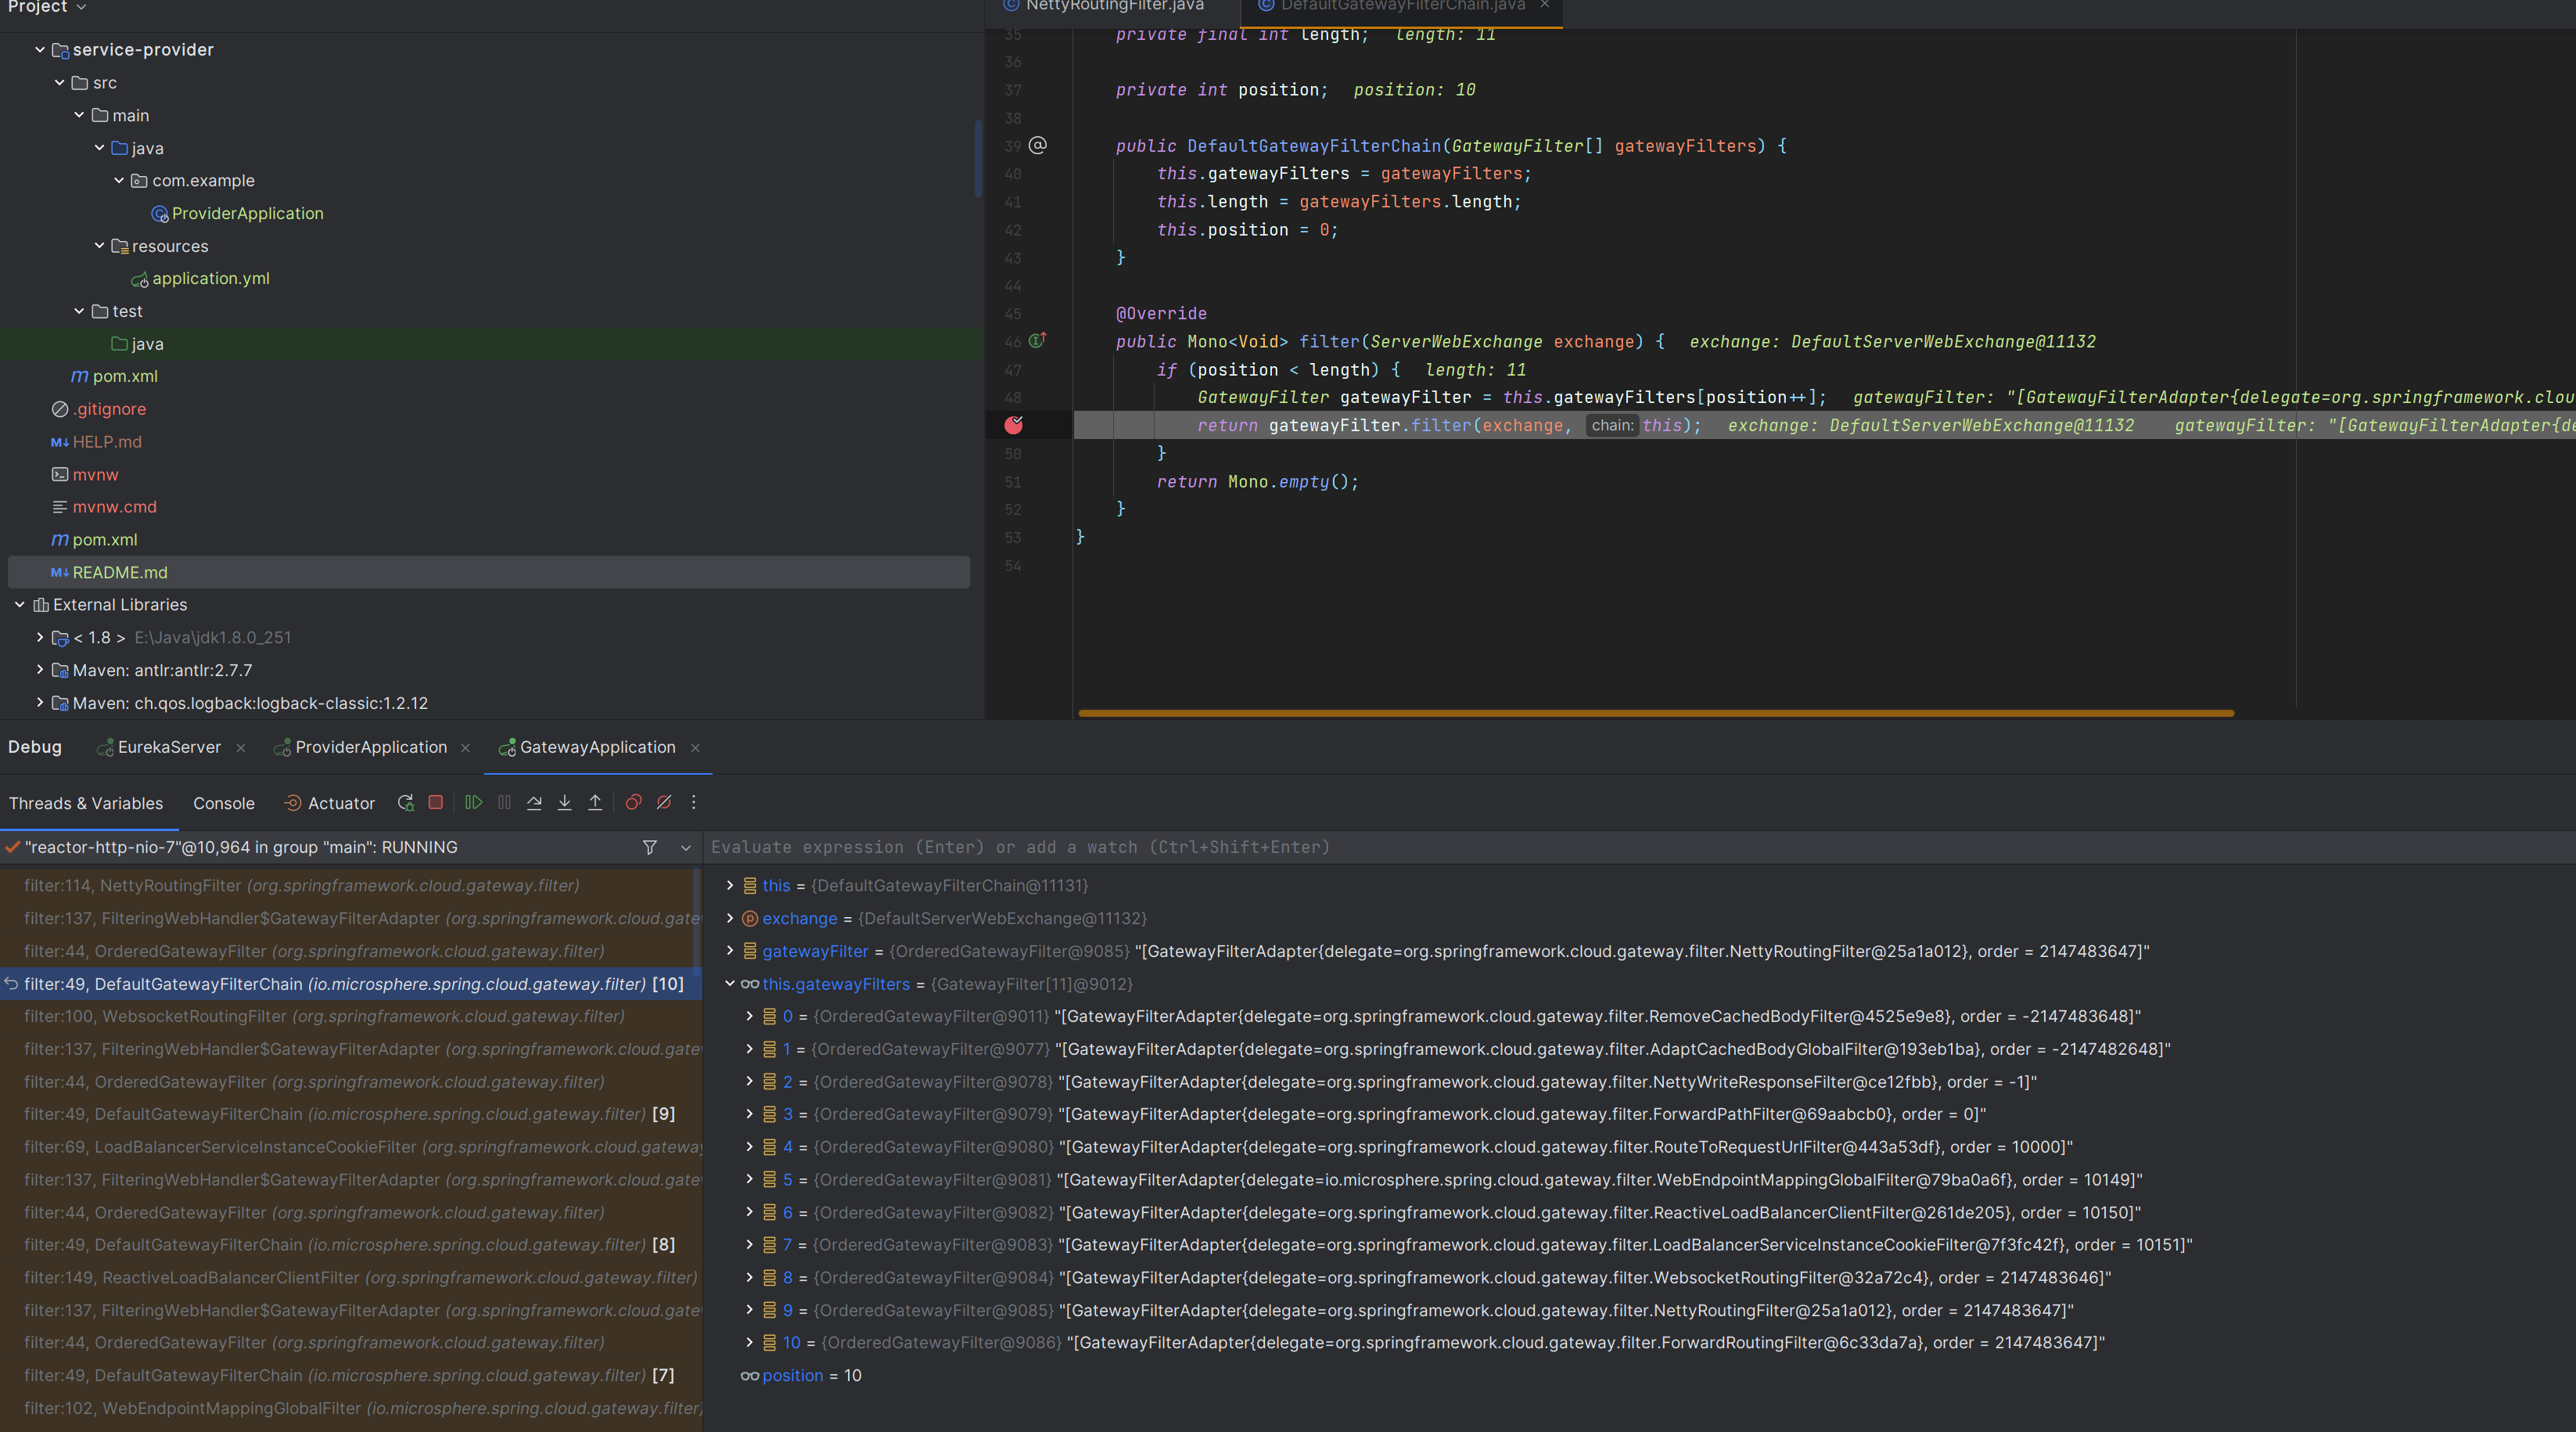 Project
service-provider
src
main
java
com.example
ProviderApplication
resources
application.yml
test
java
pom.xml
.gitignore
M↓ HELP.md
mvnw
mvnw.cmd
pom.xml
M↓ README.md
External Libraries
< 1.8 > E:\Java\jdk1.8.0_251
Maven: antlr:antlr:2.7.7
Maven: ch.qos.logback:logback-classic:1.2.12
NettyRoutingFilter.java
DefaultGatewayFilterChain.java
35 private final int length; length: 11
36
37 private int position; position: 10
38
39 public DefaultGatewayFilterChain(GatewayFilter[] gatewayFilters) {
40 this.gatewayFilters = gatewayFilters;
41 this.length = gatewayFilters.length;
42 this.position = 0;
43 }
44
45 @Override
46 public Mono<Void> filter(ServerWebExchange exchange) { exchange: DefaultServerWebExchange@11132
47 if (position < length) { length: 11
48 GatewayFilter gatewayFilter = this.gatewayFilters[position++]; gatewayFilter: "[GatewayFilterAdapter{delegate=org.springframework.clou
return gatewayFilter.filter(exchange, chain: this); exchange: DefaultServerWebExchange@11132 gatewayFilter: "[GatewayFilterAdapter{de
50 }
51 return Mono.empty();
52 }
53 }
54
Debug
EurekaServer
ProviderApplication
GatewayApplication
Threads & Variables
Console
Actuator
"reactor-http-nio-7"@10,964 in group "main": RUNNING
filter:114, NettyRoutingFilter (org.springframework.cloud.gateway.filter)
filter:137, FilteringWebHandler$GatewayFilterAdapter (org.springframework.cloud.gate
filter:44, OrderedGatewayFilter (org.springframework.cloud.gateway.filter)
filter:49, DefaultGatewayFilterChain (io.microsphere.spring.cloud.gateway.filter) [10]
filter:100, WebsocketRoutingFilter (org.springframework.cloud.gateway.filter)
filter:137, FilteringWebHandler$GatewayFilterAdapter (org.springframework.cloud.gate
filter:44, OrderedGatewayFilter (org.springframework.cloud.gateway.filter)
filter:49, DefaultGatewayFilterChain (io.microsphere.spring.cloud.gateway.filter) [9]
filter:69, LoadBalancerServiceInstanceCookieFilter (org.springframework.cloud.gateway
filter:137, FilteringWebHandler$GatewayFilterAdapter (org.springframework.cloud.gate
filter:44, OrderedGatewayFilter (org.springframework.cloud.gateway.filter)
filter:49, DefaultGatewayFilterChain (io.microsphere.spring.cloud.gateway.filter) [8]
filter:149, ReactiveLoadBalancerClientFilter (org.springframework.cloud.gateway.filter)
filter:137, FilteringWebHandler$GatewayFilterAdapter (org.springframework.cloud.gate
filter:44, OrderedGatewayFilter (org.springframework.cloud.gateway.filter)
filter:49, DefaultGatewayFilterChain (io.microsphere.spring.cloud.gateway.filter) [7]
filter:102, WebEndpointMappingGlobalFilter (io.microsphere.spring.cloud.gateway.filter)
Evaluate expression (Enter) or add a watch (Ctrl+Shift+Enter)
this = {DefaultGatewayFilterChain@11131}
exchange = {DefaultServerWebExchange@11132}
gatewayFilter = {OrderedGatewayFilter@9085} "[GatewayFilterAdapter{delegate=org.springframework.cloud.gateway.filter.NettyRoutingFilter@25a1a012}, order = 2147483647]"
this.gatewayFilters = {GatewayFilter[11]@9012}
0 = {OrderedGatewayFilter@9011} "[GatewayFilterAdapter{delegate=org.springframework.cloud.gateway.filter.RemoveCachedBodyFilter@4525e9e8}, order = -2147483648]"
1 = {OrderedGatewayFilter@9077} "[GatewayFilterAdapter{delegate=org.springframework.cloud.gateway.filter.AdaptCachedBodyGlobalFilter@193eb1ba}, order = -2147482648]"
2 = {OrderedGatewayFilter@9078} "[GatewayFilterAdapter{delegate=org.springframework.cloud.gateway.filter.NettyWriteResponseFilter@ce12fbb}, order = -1]"
3 = {OrderedGatewayFilter@9079} "[GatewayFilterAdapter{delegate=org.springframework.cloud.gateway.filter.ForwardPathFilter@69aabcb0}, order = 0]"
4 = {OrderedGatewayFilter@9080} "[GatewayFilterAdapter{delegate=org.springframework.cloud.gateway.filter.RouteToRequestUrlFilter@443a53df}, order = 10000]"
5 = {OrderedGatewayFilter@9081} "[GatewayFilterAdapter{delegate=io.microsphere.spring.cloud.gateway.filter.WebEndpointMappingGlobalFilter@79ba0a6f}, order = 10149]"
6 = {OrderedGatewayFilter@9082} "[GatewayFilterAdapter{delegate=org.springframework.cloud.gateway.filter.ReactiveLoadBalancerClientFilter@261de205}, order = 10150]"
7 = {OrderedGatewayFilter@9083} "[GatewayFilterAdapter{delegate=org.springframework.cloud.gateway.filter.LoadBalancerServiceInstanceCookieFilter@7f3fc42f}, order = 10151]"
8 = {OrderedGatewayFilter@9084} "[GatewayFilterAdapter{delegate=org.springframework.cloud.gateway.filter.WebsocketRoutingFilter@32a72c4}, order = 2147483646]"
9 = {OrderedGatewayFilter@9085} "[GatewayFilterAdapter{delegate=org.springframework.cloud.gateway.filter.NettyRoutingFilter@25a1a012}, order = 2147483647]"
10 = {OrderedGatewayFilter@9086} "[GatewayFilterAdapter{delegate=org.springframework.cloud.gateway.filter.ForwardRoutingFilter@6c33da7a}, order = 2147483647]"
position = 10